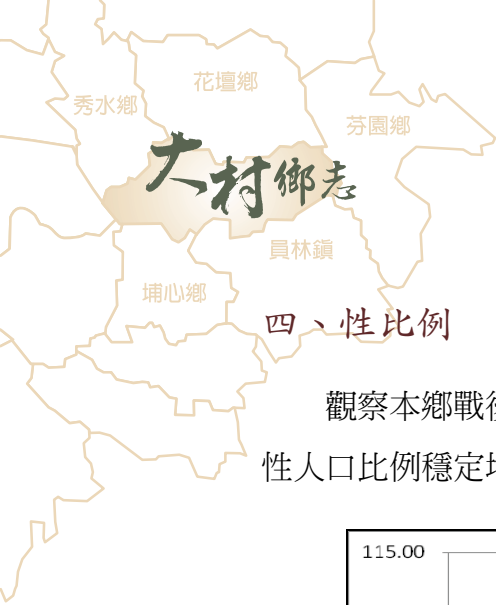 花壇鄉
秀水鄉
芬園鄉
大村鄉志
員林鎮
埔心鄉
四、性比例
觀察本鄉戰後
性人口比例穩定
115.00